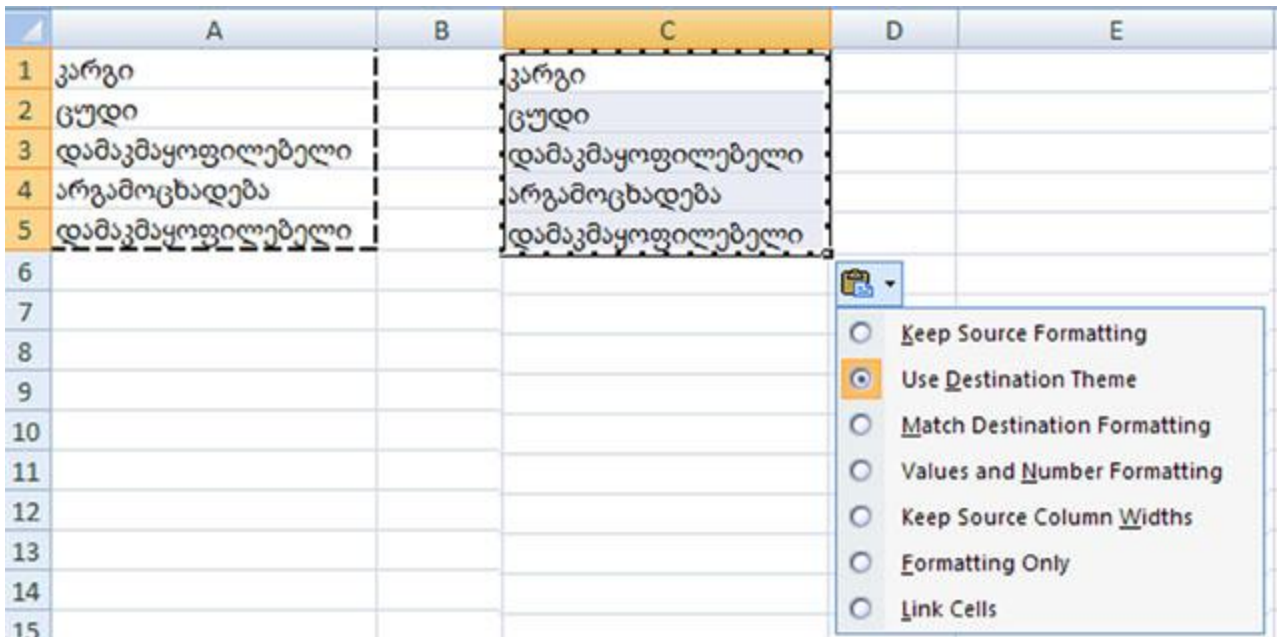 A B C D E
1 კარგი კარგი
2 ცუდი ცუდი
3 დამაკმაყოფილებელი დამაკმაყოფილებელი
4 არგამოცხადება არგამოცხადება
5 დამაკმაყოფილებელი დამაკმაყოფილებელი
6
7
Keep Source Formatting
8
Use Destination Theme
9
Match Destination Formatting
10
Values and Number Formatting
11
Keep Source Column Widths
12
13
Formatting Only
14
Link Cells
15